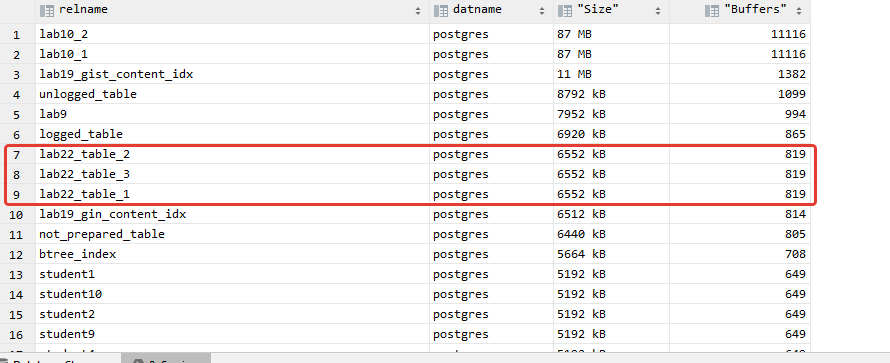 relname datname "Size" "Buffers"
1 lab10_2 postgres 87 MB 11116
2 lab10_1 postgres 87 MB 11116
3 lab19_gist_content_idx postgres 11 MB 1382
4 unlogged_table postgres 8792 kB 1099
5 lab9 postgres 7952 kB 994
6 logged_table postgres 6920 kB 865
7 lab22_table_2 postgres 6552 kB 819
8 lab22_table_3 postgres 6552 kB 819
9 lab22_table_1 postgres 6552 kB 819
10 lab19_gin_content_idx postgres 6512 kB 814
11 not_prepared_table postgres 6440 kB 805
12 btree_index postgres 5664 kB 708
13 student1 postgres 5192 kB 649
14 student10 postgres 5192 kB 649
15 student2 postgres 5192 kB 649
16 student9 postgres 5192 kB 649